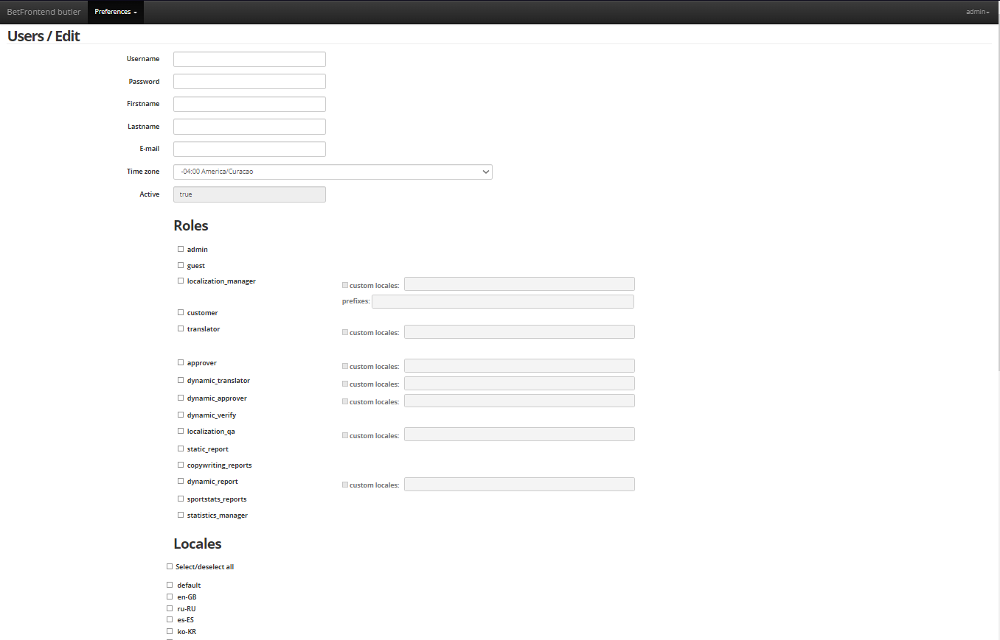 BetFrontend butler Preferences admin
Users / Edit
Username
Password
Firstname
Lastname
E-mail
Time zone -04:00 America/Curacao
Active true
Roles
admin
guest
localization_manager custom locales:
prefixes:
customer
translator custom locales:
approver custom locales:
dynamic_translator custom locales:
dynamic_approver custom locales:
dynamic_verify
localization_qa custom locales:
static_report
copywriting_reports
dynamic_report custom locales:
sportstats_reports
statistics_manager
Locales
Select/deselect all
default
en-GB
ru-RU
es-ES
ko-KR